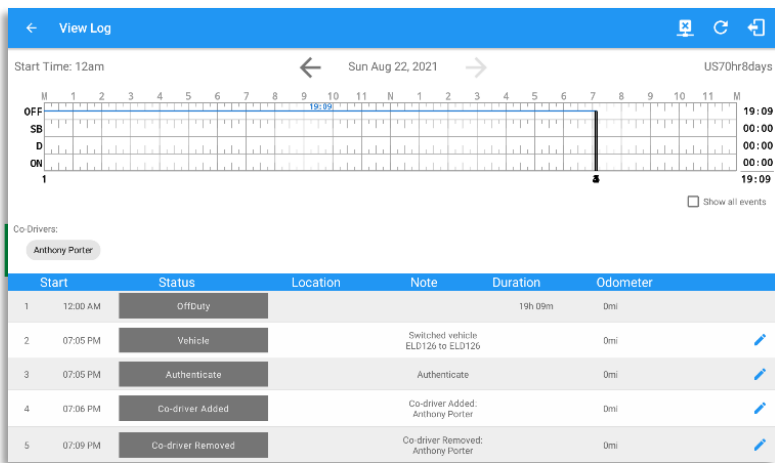 View Log
Start Time: 12am
Sun Aug 22, 2021
US70hr8days
M 1 2 3 4 5 6 7 8 9 10 11 N 1 2 3 4 5 6 7 8 9 10 11 M
OFF 19:09 19:09
SB 00:00
D 00:00
ON 00:00
1 19:09
Show all events
Co-Drivers:
Anthony Porter
Start Status Location Note Duration Odometer
1 12:00 AM OffDuty 19h 09m 0mi
2 07:05 PM Vehicle Switched vehicle 0mi
ELD126 to ELD126
3 07:05 PM Authenticate Authenticate 0mi
4 07:06 PM Co-driver Added Co-driver Added: 0mi
Anthony Porter
5 07:09 PM Co-driver Removed Co-driver Removed: 0mi
Anthony Porter